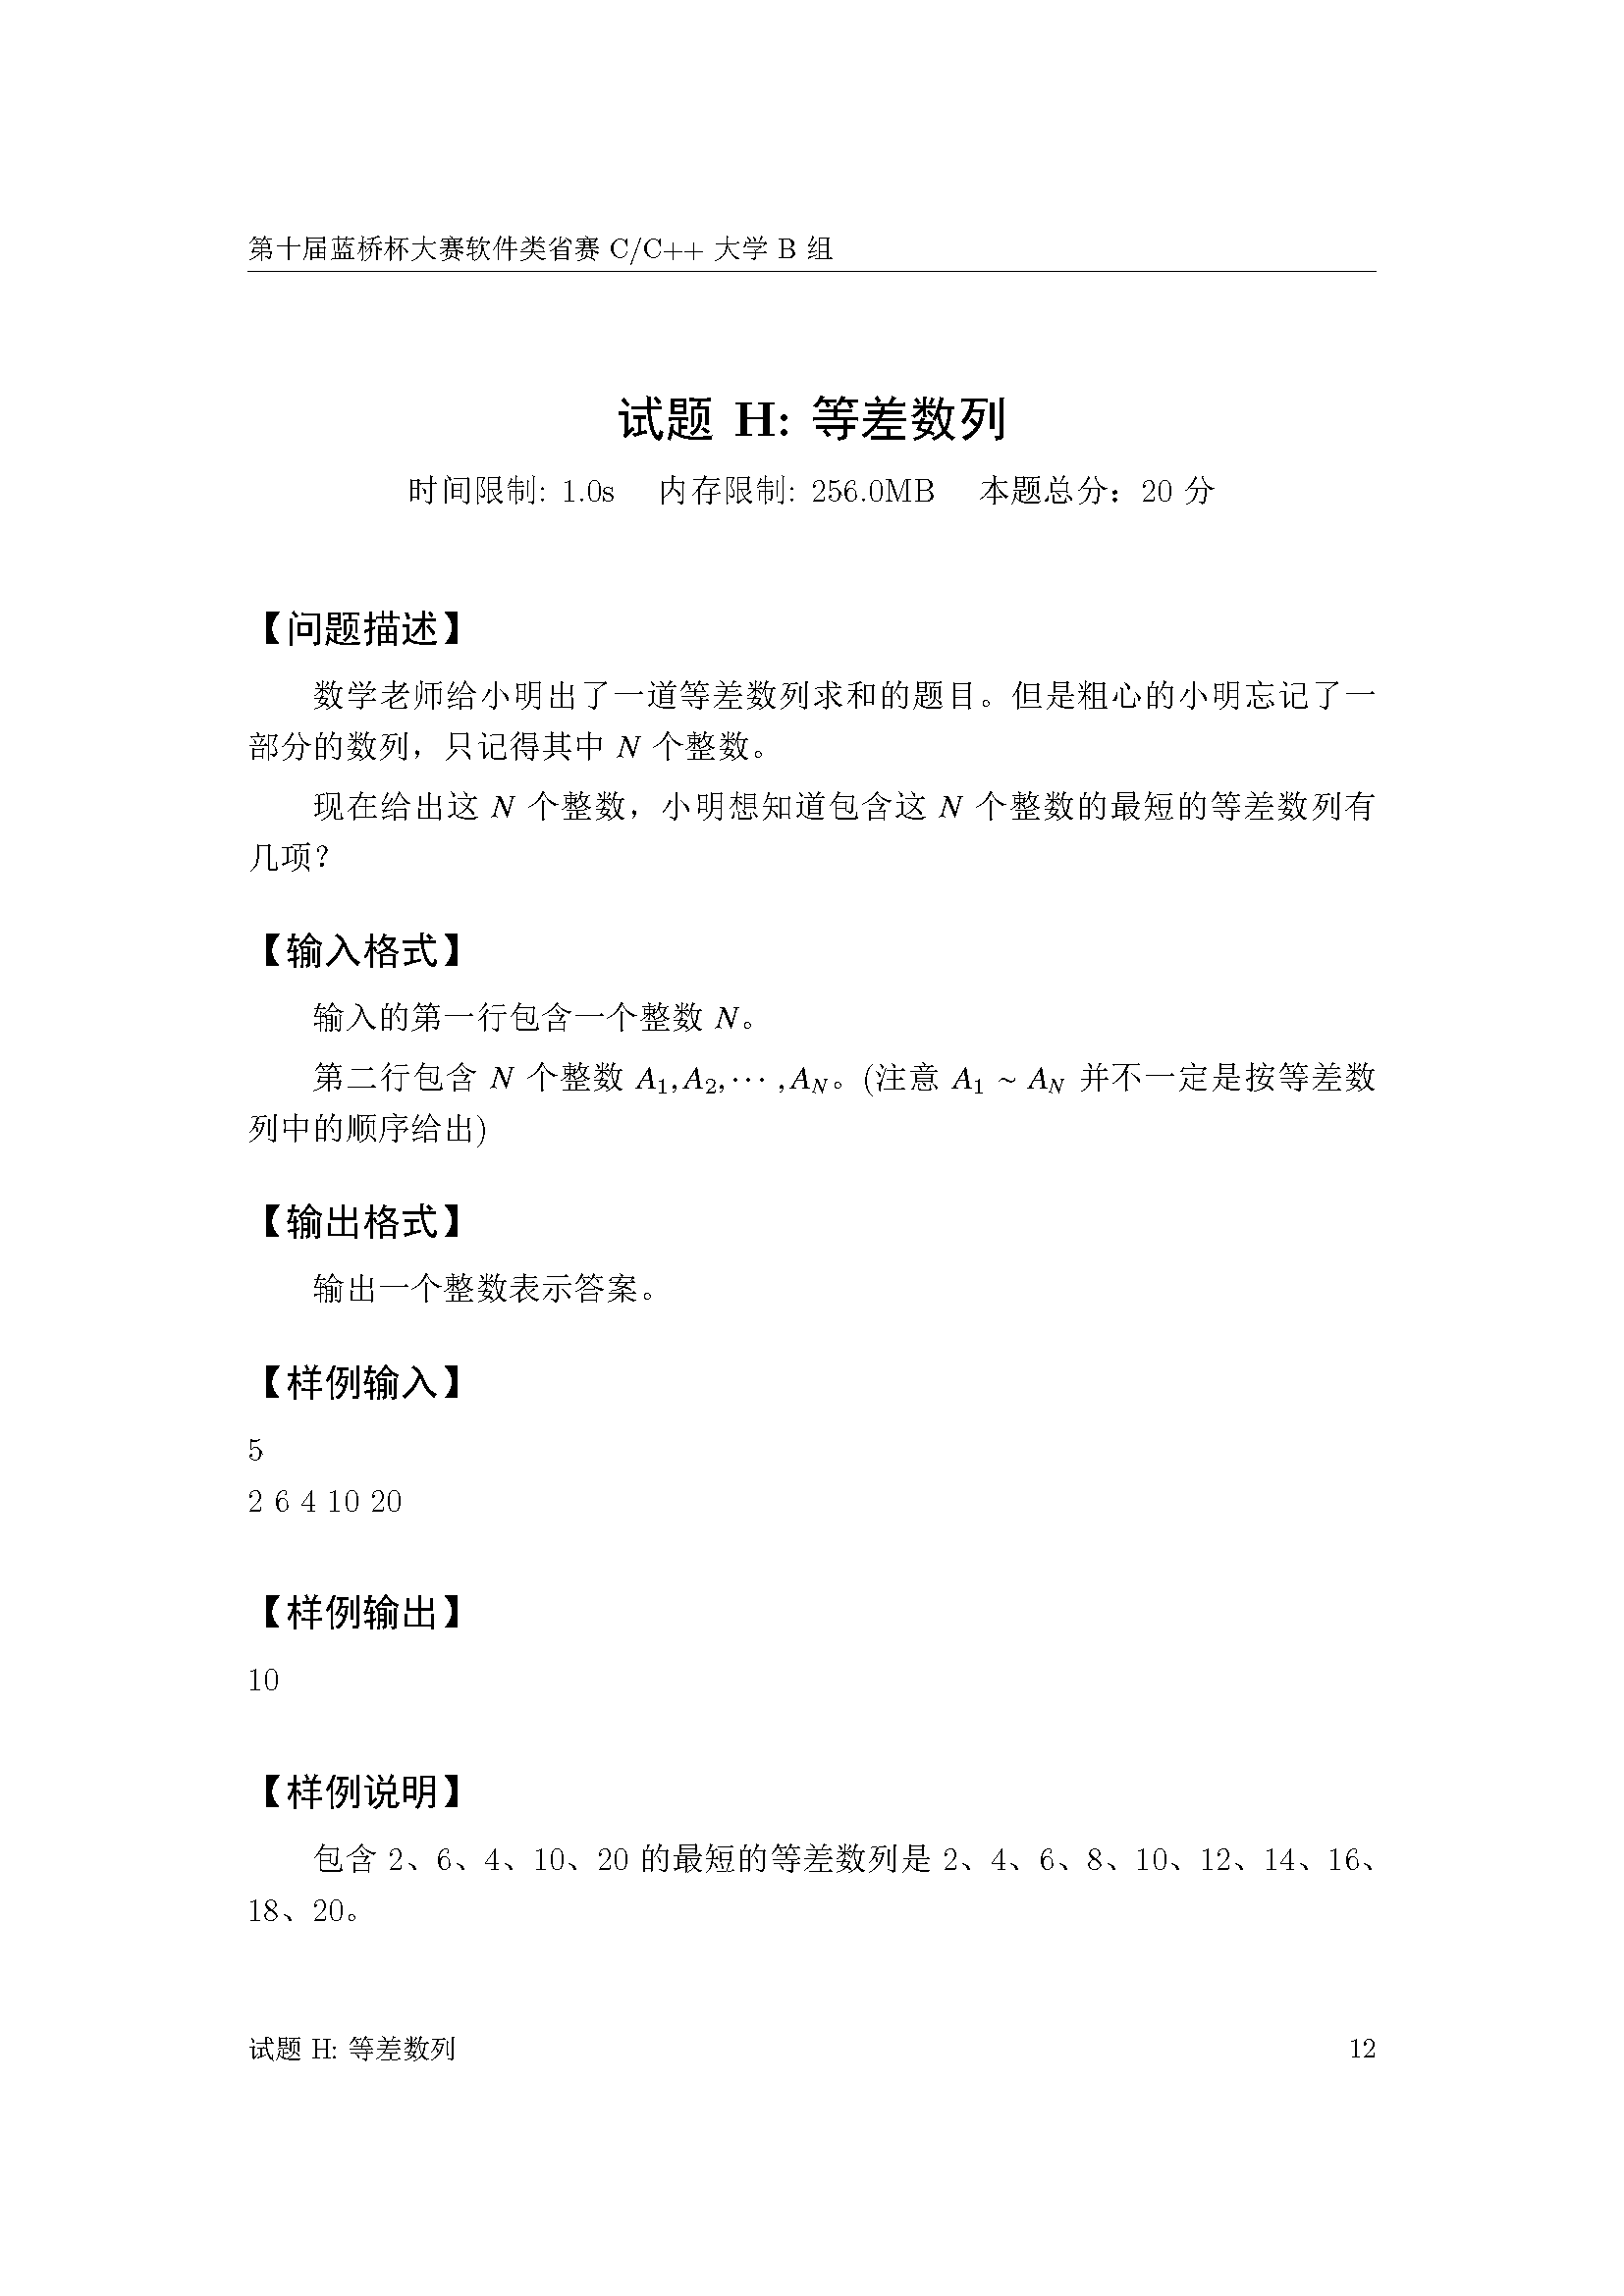 第十届蓝桥杯大赛软件类省赛 C/C++ 大学 B 组
试题 H: 等差数列
时间限制: 1.0s 内存限制: 256.0MB 本题总分：20 分
【问题描述】
数学老师给小明出了一道等差数列求和的题目。但是粗心的小明忘记了一
部分的数列，只记得其中 N 个整数。
现在给出这 N 个整数，小明想知道包含这 N 个整数的最短的等差数列有
几项？
【输入格式】
输入的第一行包含一个整数 N。
第二行包含 N 个整数 A₁, A₂, ··· , A_N。(注意 A₁ ~ A_N 并不一定是按等差数
列中的顺序给出)
【输出格式】
输出一个整数表示答案。
【样例输入】
5
2 6 4 10 20
【样例输出】
10
【样例说明】
包含 2、6、4、10、20 的最短的等差数列是 2、4、6、8、10、12、14、16、
18、20。
试题 H: 等差数列 12